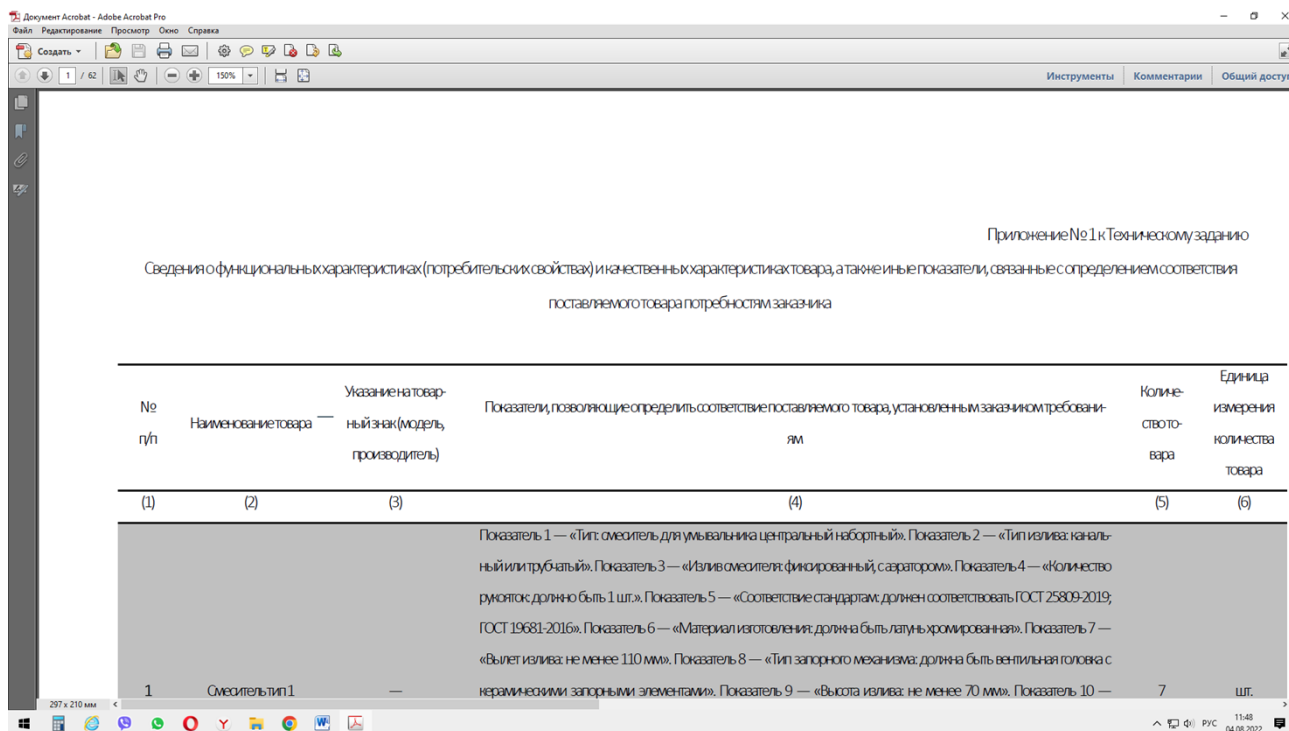 Документ Acrobat - Adobe Acrobat Pro
Файл Редактирование Просмотр Окно Справка
Создать
1 / 62 150% Инструменты Комментарии Общий досту
Приложение № 1 к Техническому заданию
Сведения о функциональных характеристиках (потребительских свойствах) и качественных характеристиках товара, а также иные показатели, связанные с определением соответствия
поставляемого товара потребностям заказчика
№
п/п
Наименование товара —
Указание на товар-
ный знак (модель,
производитель)
Показатели, позволяющие определить соответствие поставляемого товара, установленным заказчиком требовани-
ям
Количе-
ство то-
вара
Единица
измерения
количества
товара
(1) (2) (3) (4) (5) (6)
Показатель 1 — «Тип: смеситель для умывальника центральный набортный». Показатель 2 — «Тип излива: каналь-
ный или трубчатый». Показатель 3 — «Излив смесителя: фиксированный, с аэратором». Показатель 4 — «Количество
рукояток: должно быть 1 шт.». Показатель 5 — «Соответствие стандартам: должен соответствовать ГОСТ 25809-2019;
ГОСТ 19681-2016». Показатель 6 — «Материал изготовления: должна быть латунь хромированная». Показатель 7 —
«Вылет излива: не менее 110 мм». Показатель 8 — «Тип запорного механизма: должна быть вентильная головка с
1 Смеситель тип 1 — керамическими запорными элементами». Показатель 9 — «Высота излива: не менее 70 мм». Показатель 10 — 7 шт.
297 x 210 мм
РУС 11:48
04.08.2022